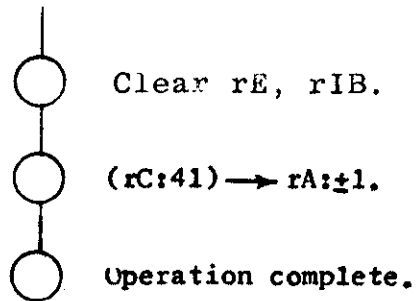 Clear rE, rIB.
(rC:41) → rA:±1.
Operation complete.